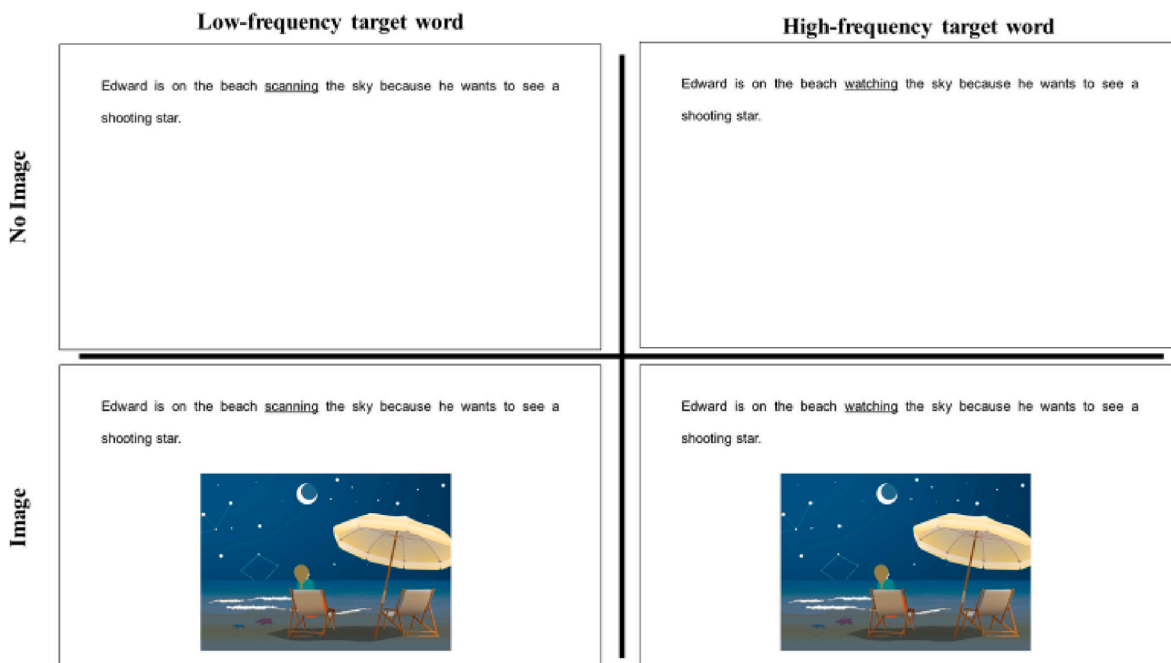 Low-frequency target word
High-frequency target word
No Image
Edward is on the beach scanning the sky because he wants to see a
shooting star.
Edward is on the beach watching the sky because he wants to see a
shooting star.
Image
Edward is on the beach scanning the sky because he wants to see a
shooting star.
Edward is on the beach watching the sky because he wants to see a
shooting star.